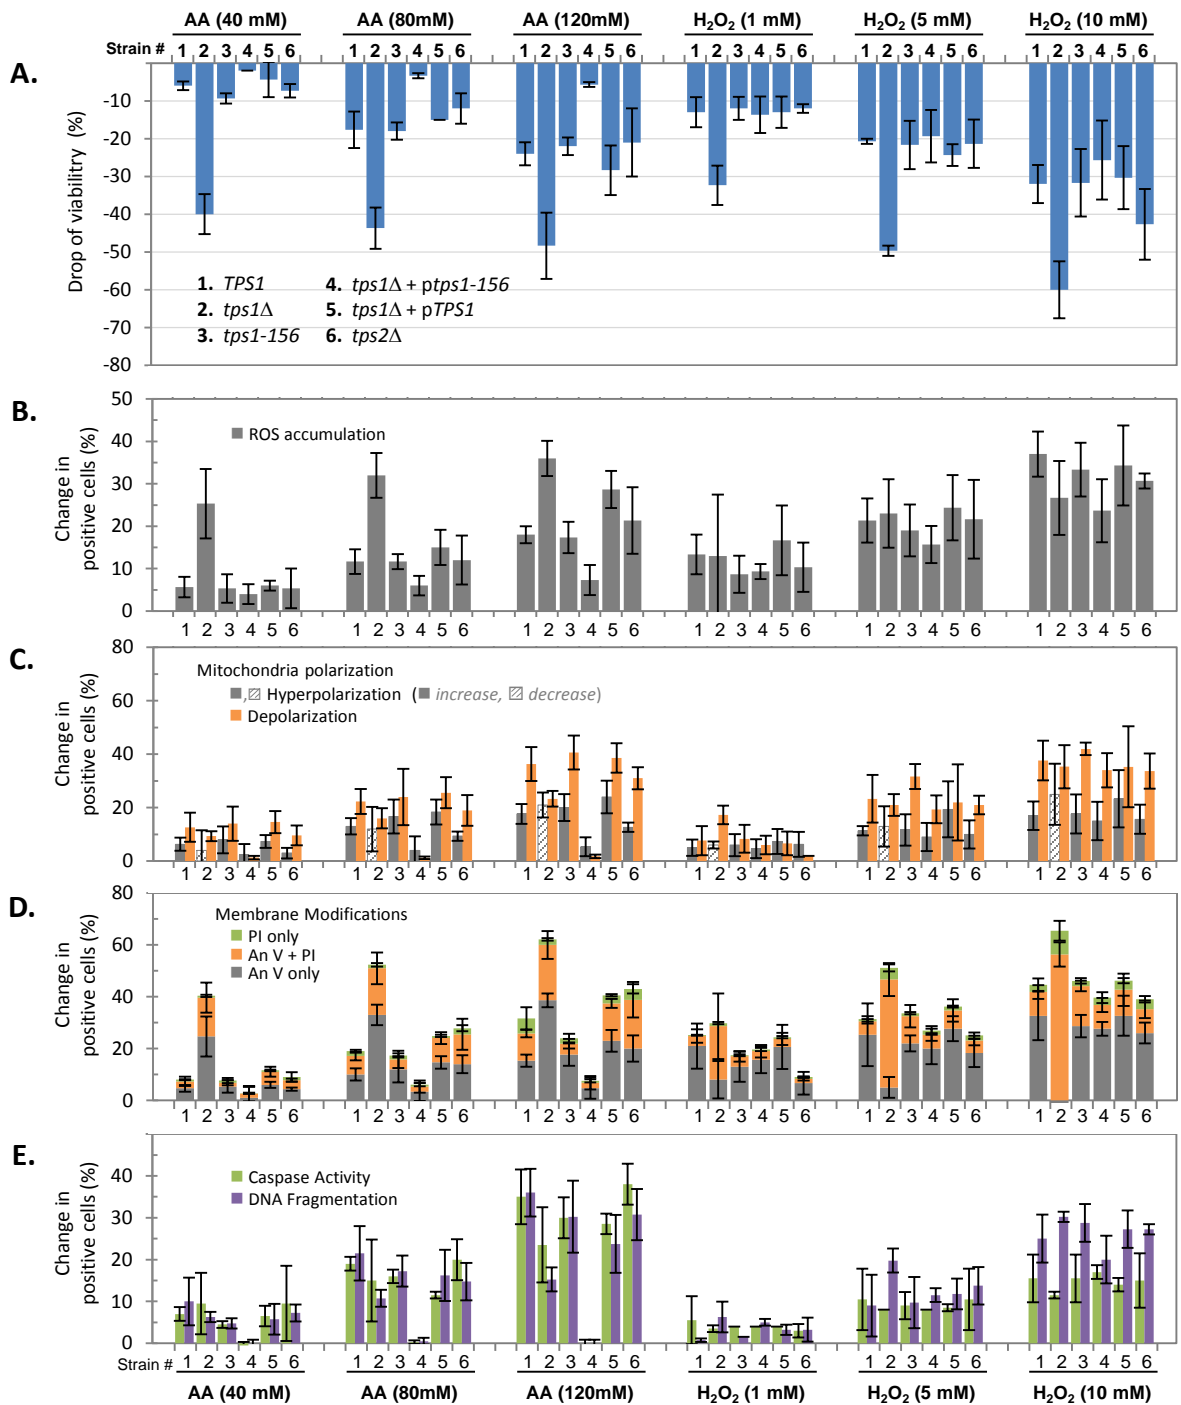 AA (40 mM) AA (80mM) AA (120mM) H₂O₂ (1 mM) H₂O₂ (5 mM) H₂O₂ (10 mM)
Strain # 1 2 3 4 5 6 1 2 3 4 5 6 1 2 3 4 5 6 1 2 3 4 5 6 1 2 3 4 5 6 1 2 3 4 5 6
A.
Drop of viabilitry (%)
-10
-20
-30
-40
-50
-60
-70
-80
1. TPS1
2. tps1Δ
3. tps1-156
4. tps1Δ + ptps1-156
5. tps1Δ + pTPS1
6. tps2Δ
B.
Change in
positive cells (%)
50
40
30
20
10
0
ROS accumulation
1 2 3 4 5 6 1 2 3 4 5 6 1 2 3 4 5 6 1 2 3 4 5 6 1 2 3 4 5 6 1 2 3 4 5 6
C.
Change in
positive cells (%)
80
60
40
20
0
Mitochondria polarization
, Hyperpolarization ( increase, decrease)
Depolarization
1 2 3 4 5 6 1 2 3 4 5 6 1 2 3 4 5 6 1 2 3 4 5 6 1 2 3 4 5 6 1 2 3 4 5 6
D.
Change in
positive cells (%)
80
60
40
20
0
Membrane Modifications
PI only
An V + PI
An V only
1 2 3 4 5 6 1 2 3 4 5 6 1 2 3 4 5 6 1 2 3 4 5 6 1 2 3 4 5 6 1 2 3 4 5 6
E.
Change in
positive cells (%)
40
30
20
10
0
Caspase Activity
DNA Fragmentation
Strain # 1 2 3 4 5 6 1 2 3 4 5 6 1 2 3 4 5 6 1 2 3 4 5 6 1 2 3 4 5 6 1 2 3 4 5 6
AA (40 mM) AA (80mM) AA (120mM) H₂O₂ (1 mM) H₂O₂ (5 mM) H₂O₂ (10 mM)